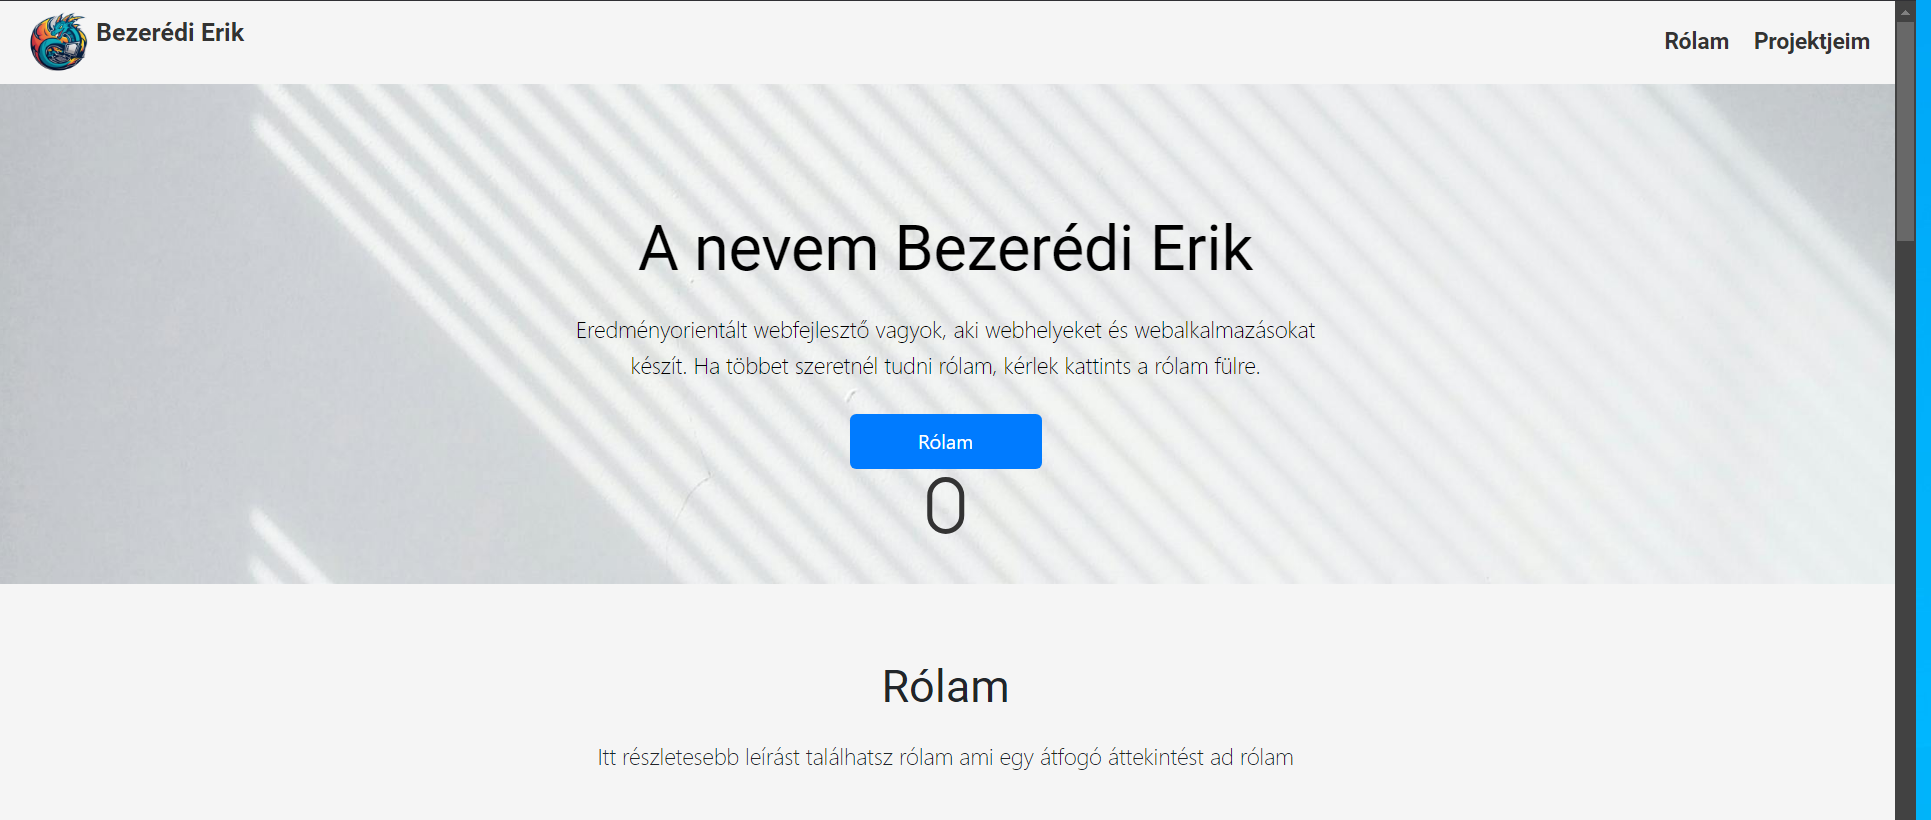 Bezerédi Erik
Rólam
Projektjeim
A nevem Bezerédi Erik
Eredményorientált webfejlesztő vagyok, aki webhelyeket és webalkalmazásokat
készít. Ha többet szeretnél tudni rólam, kérlek kattints a rólam fülre.
Rólam
Rólam
Itt részletesebb leírást találhatsz rólam ami egy átfogó áttekintést ad rólam